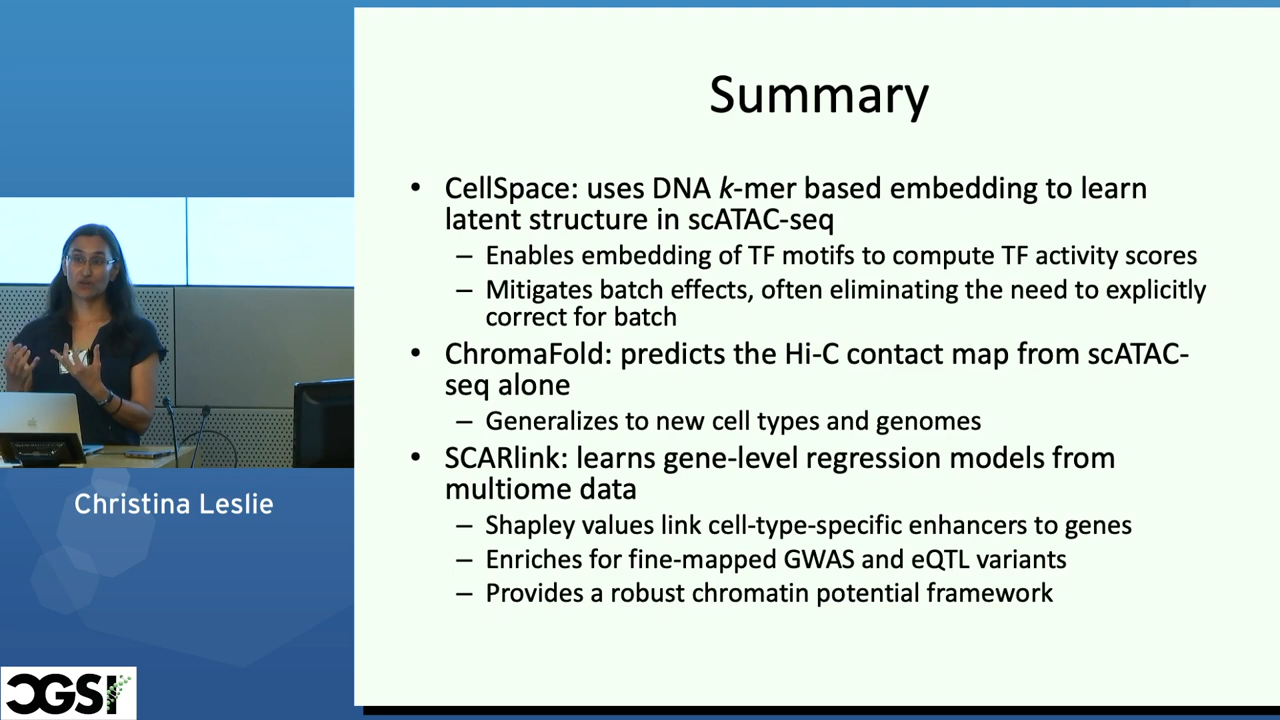 Summary
• CellSpace: uses DNA k-mer based embedding to learn
latent structure in scATAC-seq
– Enables embedding of TF motifs to compute TF activity scores
– Mitigates batch effects, often eliminating the need to explicitly
correct for batch
• ChromaFold: predicts the Hi-C contact map from scATAC-
seq alone
– Generalizes to new cell types and genomes
• SCARlink: learns gene-level regression models from
multiome data
– Shapley values link cell-type-specific enhancers to genes
– Enriches for fine-mapped GWAS and eQTL variants
– Provides a robust chromatin potential framework
Christina Leslie
CGSI